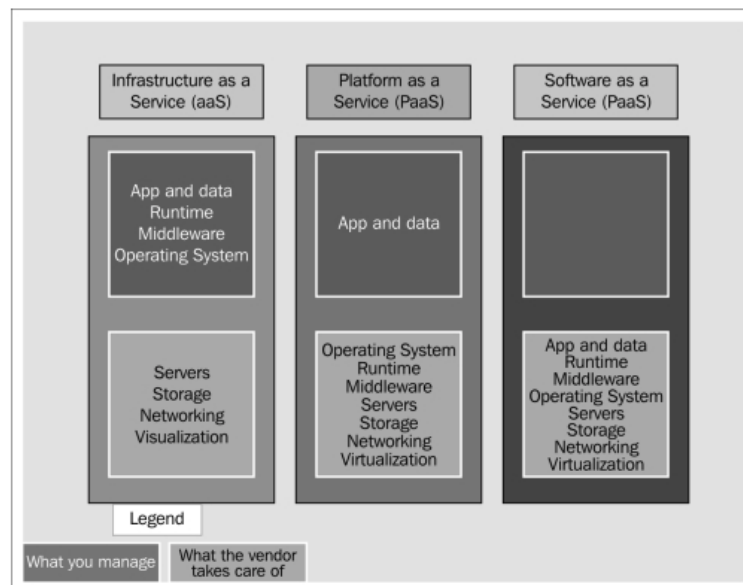 Infrastructure as a
Service (aaS)
Platform as a
Service (PaaS)
Software as a
Service (PaaS)
App and data
Runtime
Middleware
Operating System
App and data
Servers
Storage
Networking
Visualization
Operating System
Runtime
Middleware
Servers
Storage
Networking
Virtualization
App and data
Runtime
Middleware
Operating System
Servers
Storage
Networking
Virtualization
Legend
What you manage
What the vendor
takes care of